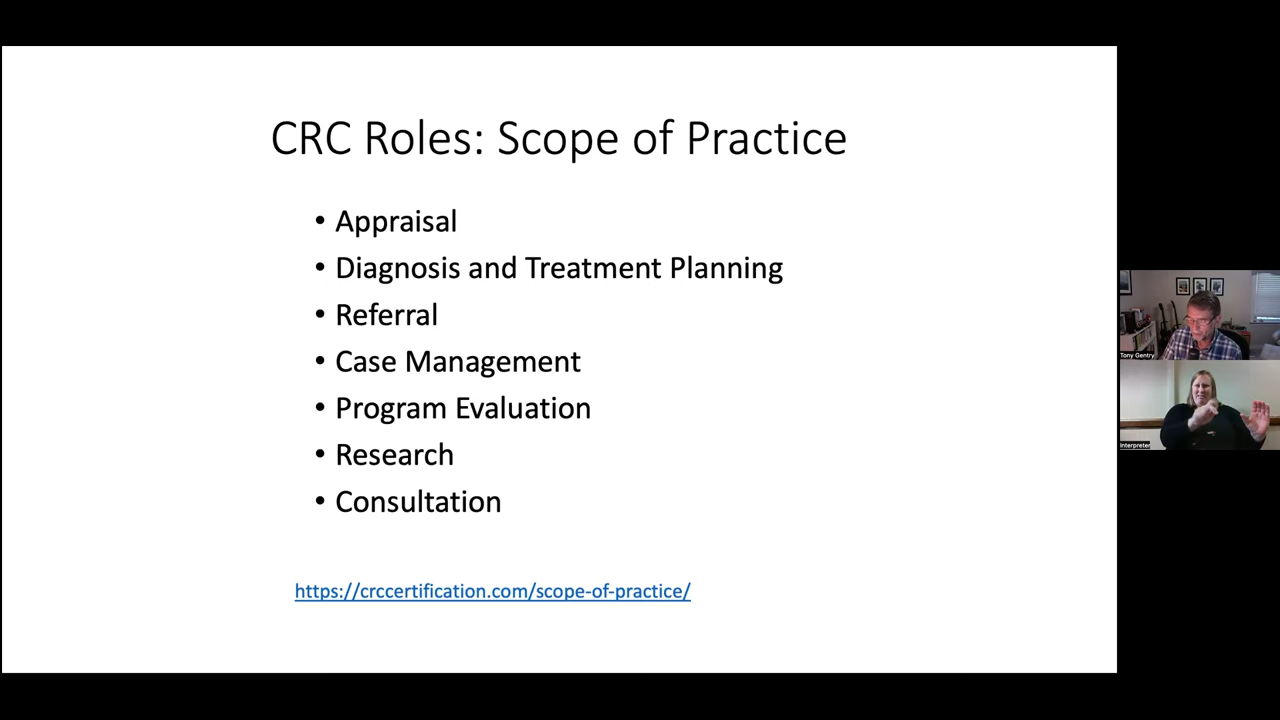 CRC Roles: Scope of Practice
• Appraisal
• Diagnosis and Treatment Planning
• Referral
• Case Management
• Program Evaluation
• Research
• Consultation
https://crccertification.com/scope-of-practice/
Tony Gentry
Interpreter